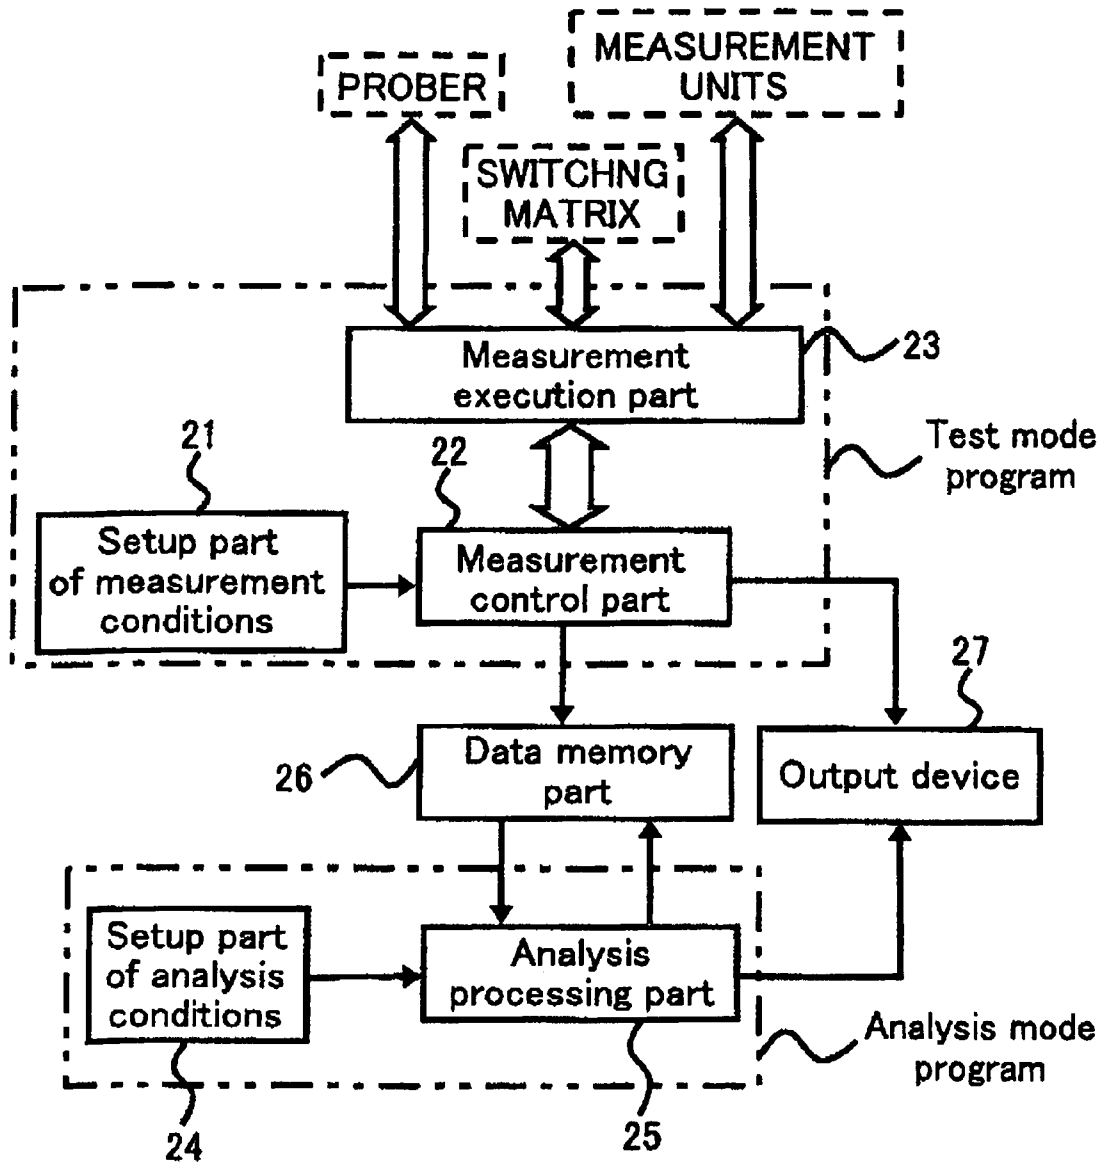 MEASUREMENT
UNITS
PROBER
SWITCHNG
MATRIX
Measurement
execution part
23
Test mode
program
21
22
Setup part
of measurement
conditions
Measurement
control part
27
26
Data memory
part
Output device
Setup part
of analysis
conditions
Analysis
processing part
Analysis mode
program
24
25